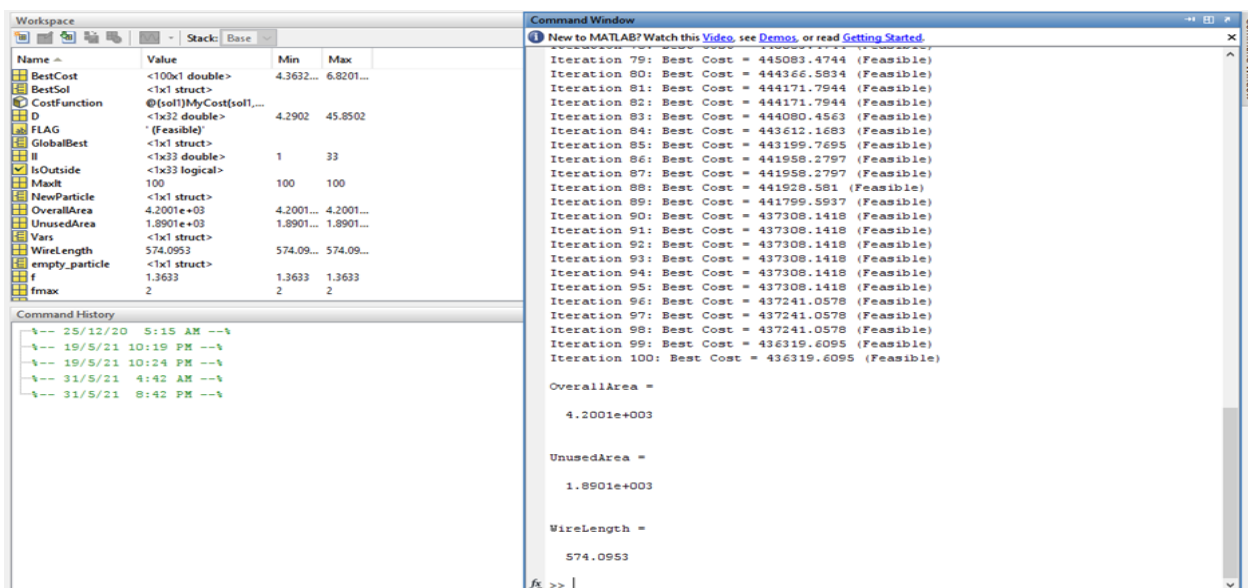 Workspace
Stack: Base
Name Value Min Max
BestCost <100x1 double> 4.3632... 6.8201...
BestSol <1x1 struct>
CostFunction @(sol1)MyCost(sol1,...
D <1x32 double> 4.2902 45.8502
ab FLAG ' (Feasible)'
GlobalBest <1x1 struct>
II <1x33 double> 1 33
IsOutside <1x33 logical>
MaxIt 100 100 100
NewParticle <1x1 struct>
OverallArea 4.2001e+03 4.2001... 4.2001...
UnusedArea 1.8901e+03 1.8901... 1.8901...
Vars <1x1 struct>
WireLength 574.0953 574.09... 574.09...
empty_particle <1x1 struct>
f 1.3633 1.3633 1.3633
fmax 2 2 2
Command History
%-- 25/12/20 5:15 AM --%
%-- 19/5/21 10:19 PM --%
%-- 19/5/21 10:24 PM --%
%-- 31/5/21 4:42 AM --%
%-- 31/5/21 8:42 PM --%
Command Window
New to MATLAB? Watch this Video, see Demos, or read Getting Started.
Iteration 79: Best Cost = 445083.4744 (Feasible)
Iteration 80: Best Cost = 444366.5834 (Feasible)
Iteration 81: Best Cost = 444171.7944 (Feasible)
Iteration 82: Best Cost = 444171.7944 (Feasible)
Iteration 83: Best Cost = 444080.4563 (Feasible)
Iteration 84: Best Cost = 443612.1683 (Feasible)
Iteration 85: Best Cost = 443199.7695 (Feasible)
Iteration 86: Best Cost = 441958.2797 (Feasible)
Iteration 87: Best Cost = 441958.2797 (Feasible)
Iteration 88: Best Cost = 441928.581 (Feasible)
Iteration 89: Best Cost = 441799.5937 (Feasible)
Iteration 90: Best Cost = 437308.1418 (Feasible)
Iteration 91: Best Cost = 437308.1418 (Feasible)
Iteration 92: Best Cost = 437308.1418 (Feasible)
Iteration 93: Best Cost = 437308.1418 (Feasible)
Iteration 94: Best Cost = 437308.1418 (Feasible)
Iteration 95: Best Cost = 437308.1418 (Feasible)
Iteration 96: Best Cost = 437241.0578 (Feasible)
Iteration 97: Best Cost = 437241.0578 (Feasible)
Iteration 98: Best Cost = 437241.0578 (Feasible)
Iteration 99: Best Cost = 436319.6095 (Feasible)
Iteration 100: Best Cost = 436319.6095 (Feasible)
OverallArea =
4.2001e+003
UnusedArea =
1.8901e+003
WireLength =
574.0953
fx >>